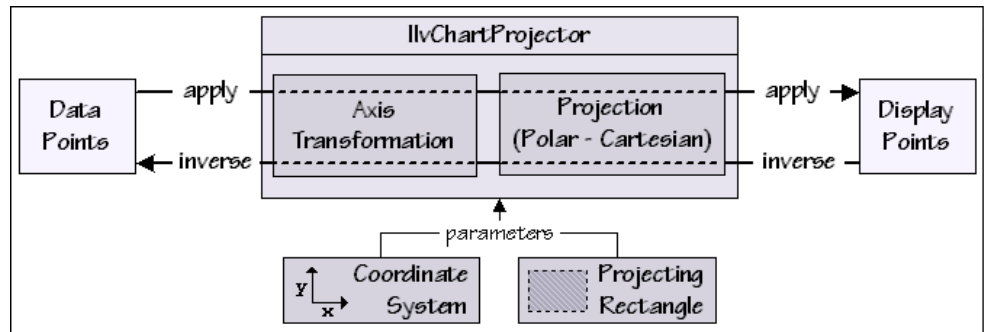 IlvChartProjector
Data
Points
apply
Axis
Transformation
Projection
(Polar - Cartesian)
apply
Display
Points
inverse
inverse
parameters
y
x
Coordinate
System
Projecting
Rectangle